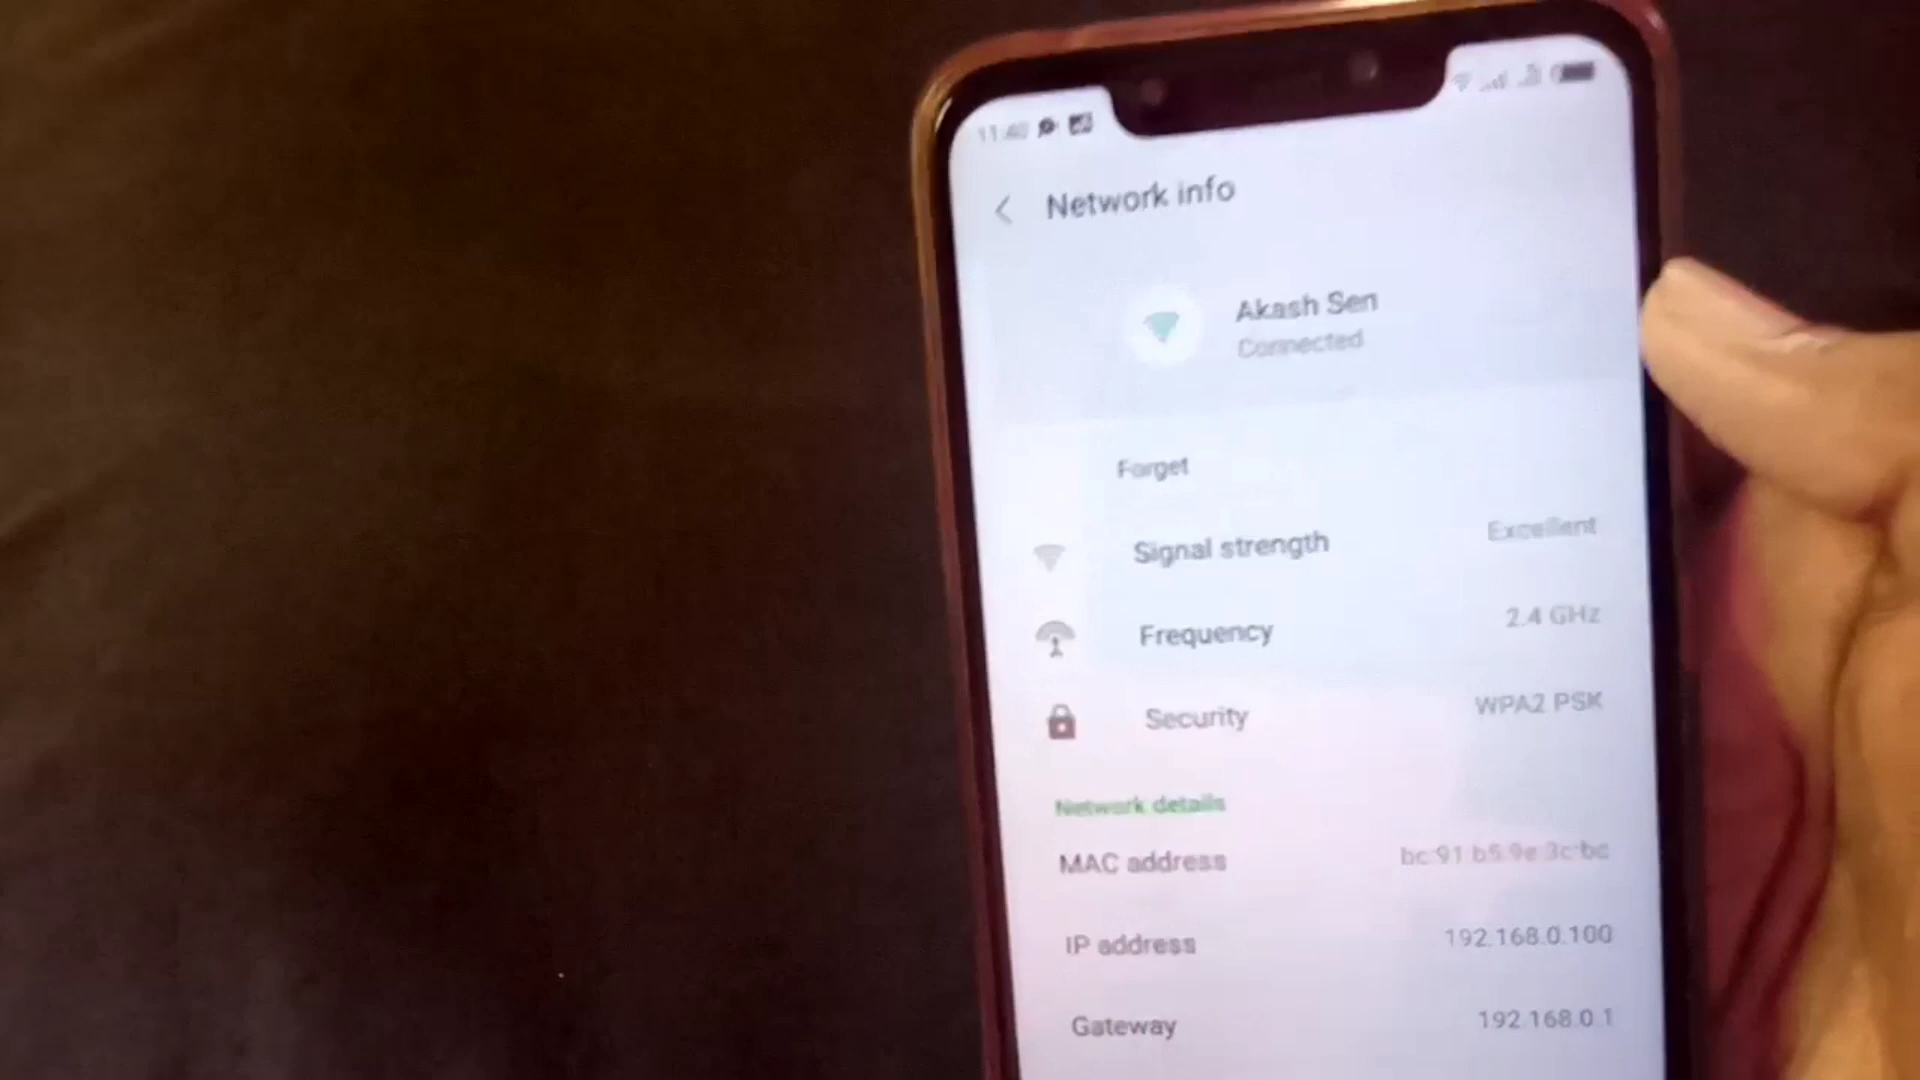 11:40
Network info
Akash Sen
Connected
Forget
Signal strength Excellent
Frequency 2.4 GHz
Security WPA2 PSK
Network details
MAC address bc:91:b5:9e:3c:bc
IP address 192.168.0.100
Gateway 192.168.0.1